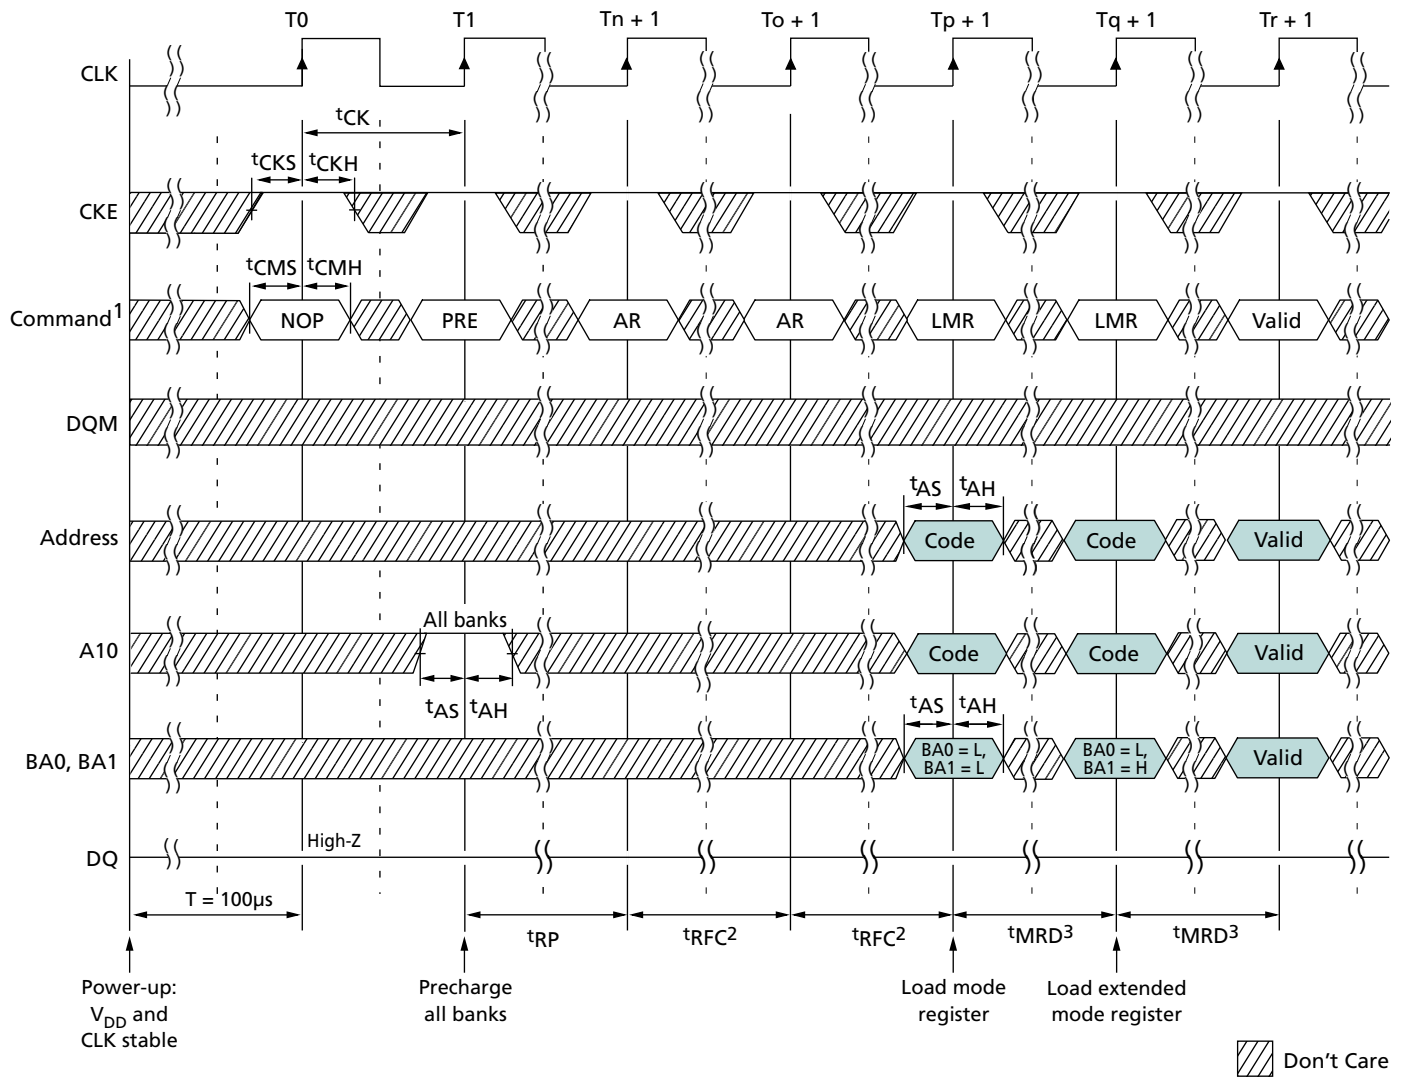 T0 T1 Tn + 1 To + 1 Tp + 1 Tq + 1 Tr + 1
CLK
tCK
tCKS tCKH
CKE
tCMS tCMH
Command1 NOP PRE AR AR LMR LMR Valid
DQM
tAS tAH
Address Code Code Valid
All banks
A10 Code Code Valid
tAS tAH tAS tAH
BA0, BA1 BA0 = L, BA1 = L BA0 = L, BA1 = H Valid
High-Z
DQ
T = 100µs
tRP tRFC2 tRFC2 tMRD3 tMRD3
Power-up: Precharge Load mode Load extended
VDD and all banks register mode register
CLK stable
Don't Care